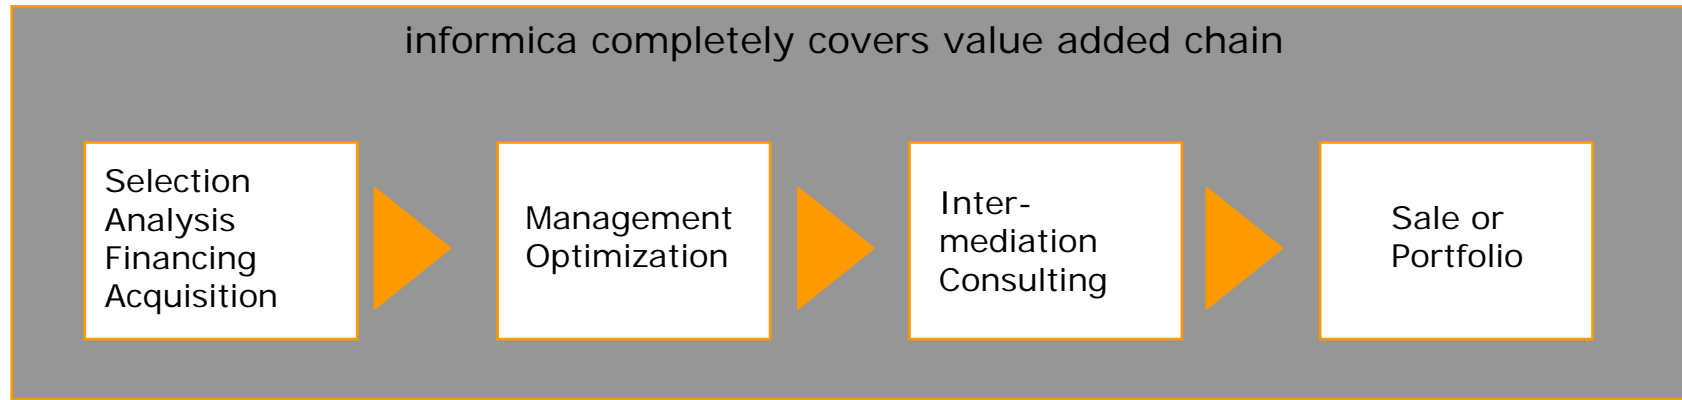 informica completely covers value added chain
Selection
Analysis
Financing
Acquisition
Management
Optimization
Inter-
mediation
Consulting
Sale or
Portfolio